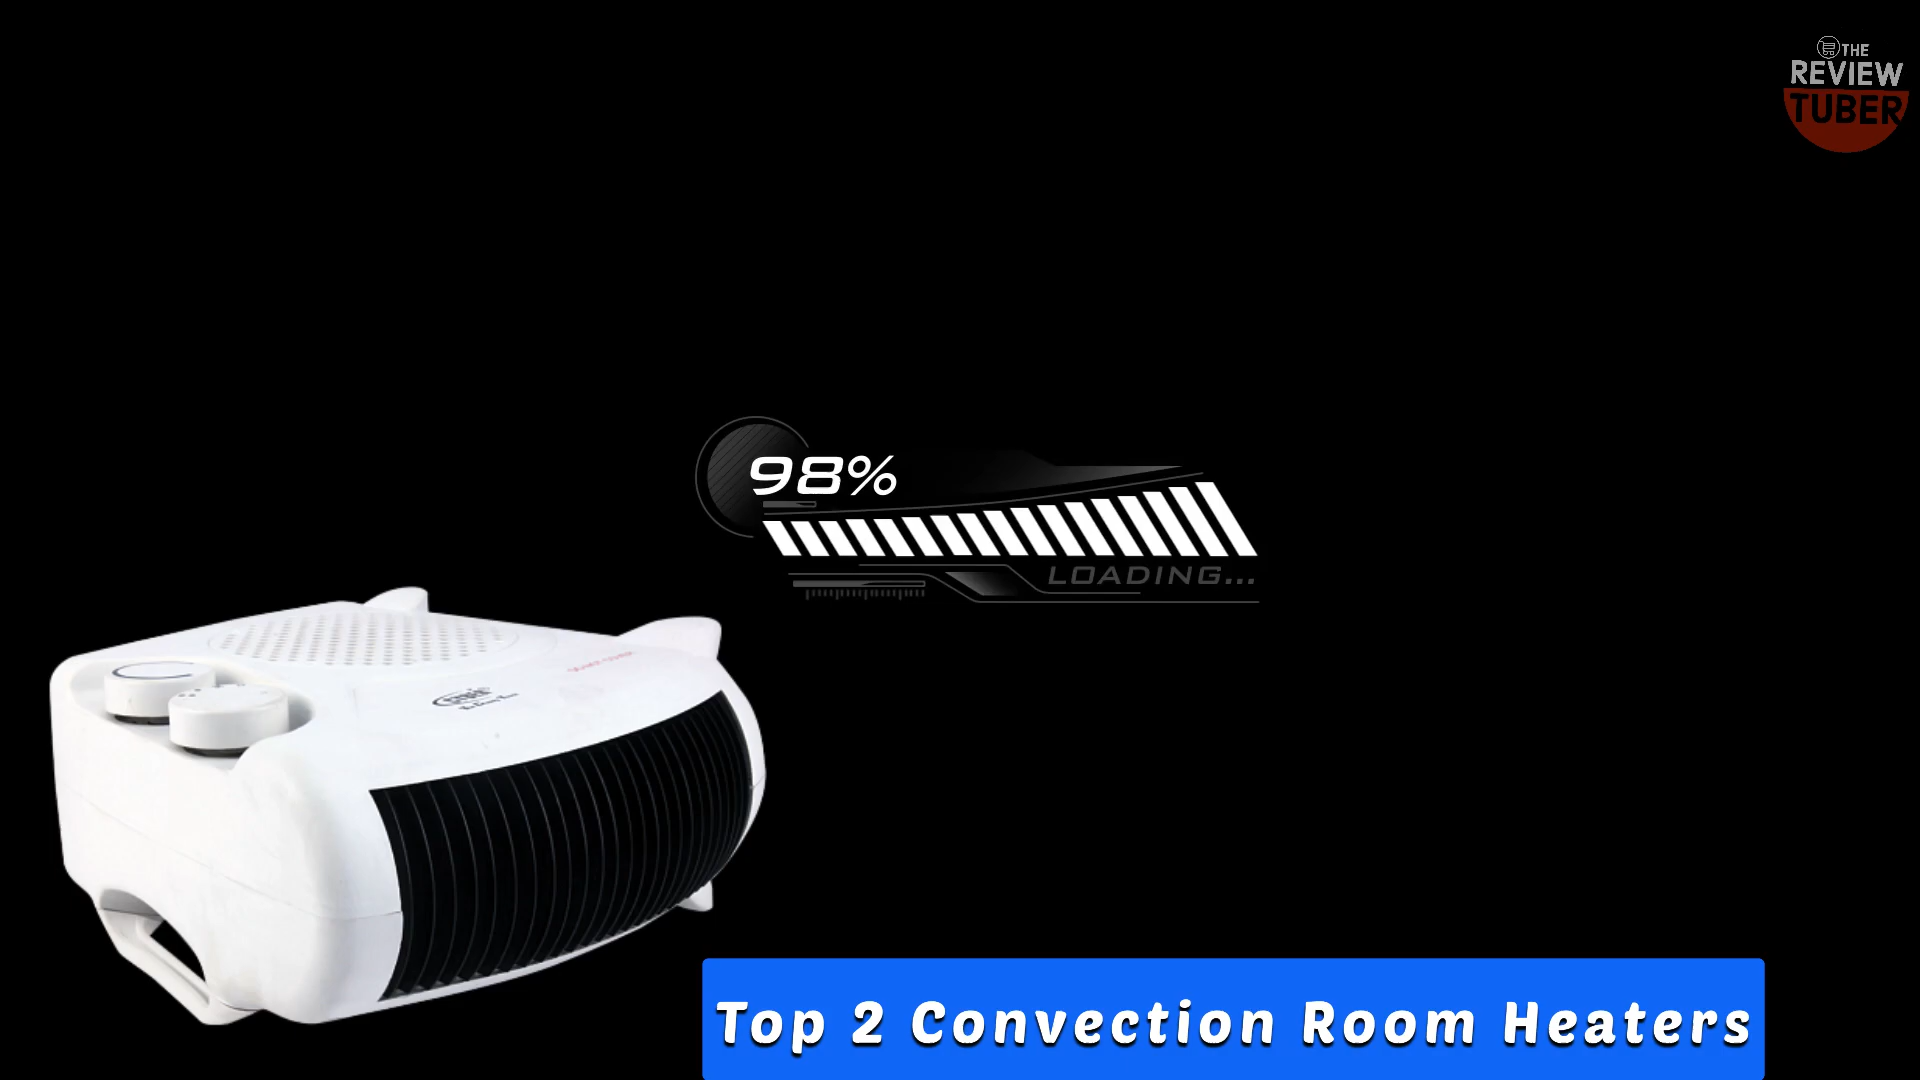 THE
REVIEW
TUBER
98%
LOADING...
Top 2 Convection Room Heaters